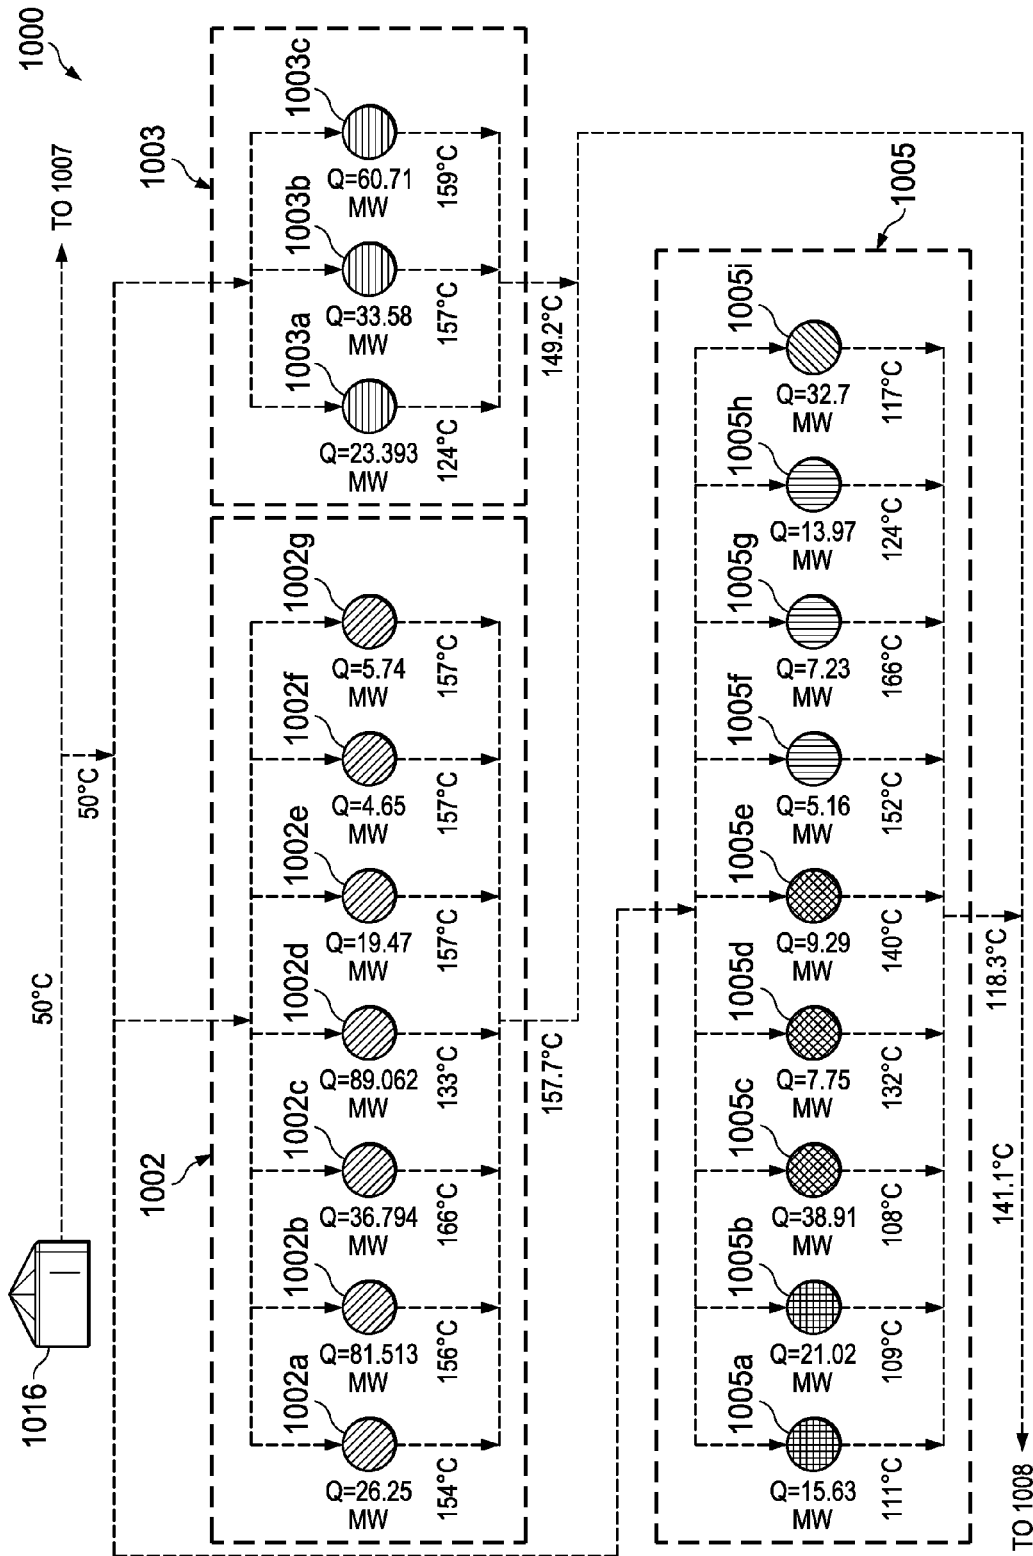 1000
TO 1007
50°C
50°C
1016
1002
1002a
Q=26.25
MW
154°C
1002b
Q=81.513
MW
156°C
1002c
Q=36.794
MW
166°C
1002d
Q=89.062
MW
133°C
1002e
Q=19.47
MW
157°C
1002f
Q=4.65
MW
157°C
1002g
Q=5.74
MW
157°C
157.7°C
1003
1003a
Q=23.393
MW
124°C
1003b
Q=33.58
MW
157°C
1003c
Q=60.71
MW
159°C
149.2°C
1005
1005a
Q=15.63
MW
111°C
1005b
Q=21.02
MW
109°C
1005c
Q=38.91
MW
108°C
1005d
Q=7.75
MW
132°C
1005e
Q=9.29
MW
140°C
1005f
Q=5.16
MW
152°C
1005g
Q=7.23
MW
166°C
1005h
Q=13.97
MW
124°C
1005i
Q=32.7
MW
117°C
118.3°C
141.1°C
TO 1008